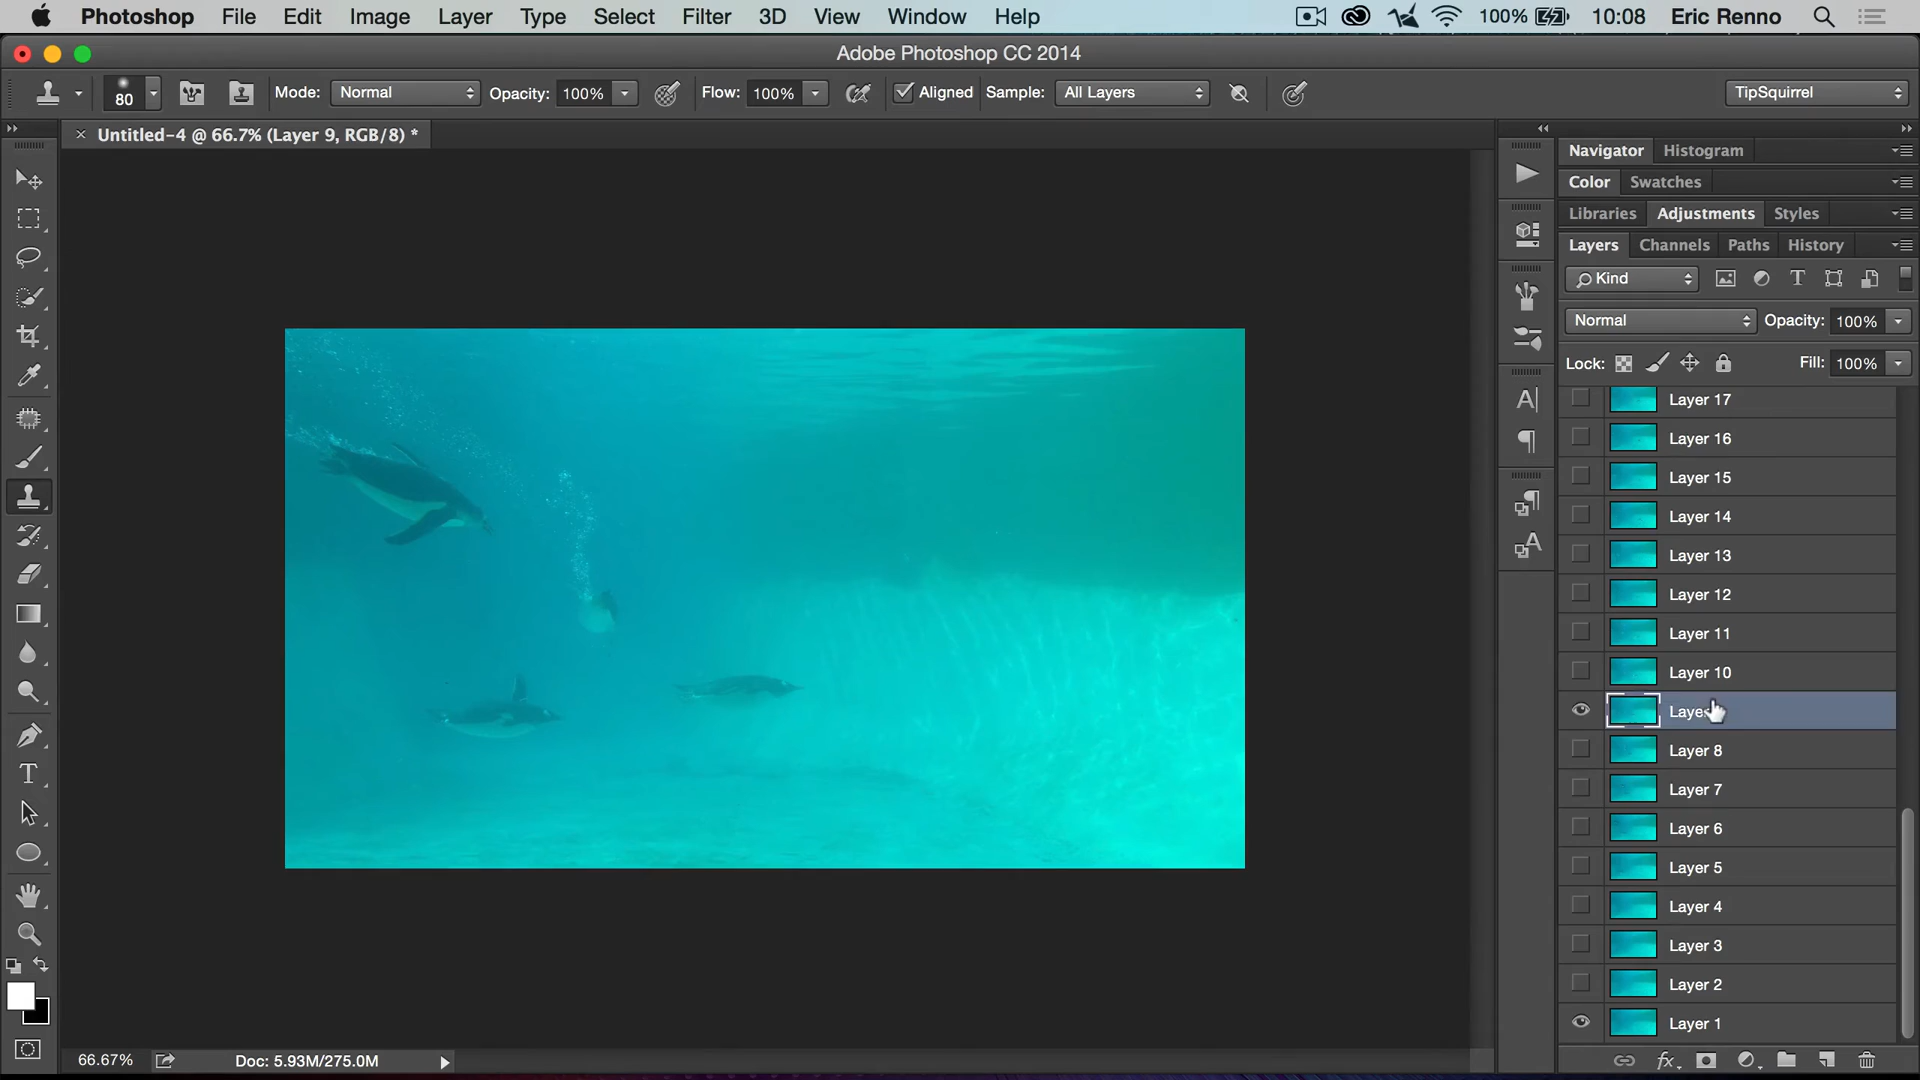 Photoshop File Edit Image Layer Type Select Filter 3D View Window Help 100% 10:08 Eric Renno
Adobe Photoshop CC 2014
80 Mode: Normal Opacity: 100% Flow: 100% Aligned Sample: All Layers TipSquirrel
Untitled-4 @ 66.7% (Layer 9, RGB/8) *
Navigator Histogram
Color Swatches
Libraries Adjustments Styles
Layers Channels Paths History
Kind
Normal Opacity: 100%
Lock: Fill: 100%
Layer 17
Layer 16
Layer 15
Layer 14
Layer 13
Layer 12
Layer 11
Layer 10
Laye
Layer 8
Layer 7
Layer 6
Layer 5
Layer 4
Layer 3
Layer 2
Layer 1
66.67% Doc: 5.93M/275.0M
fx